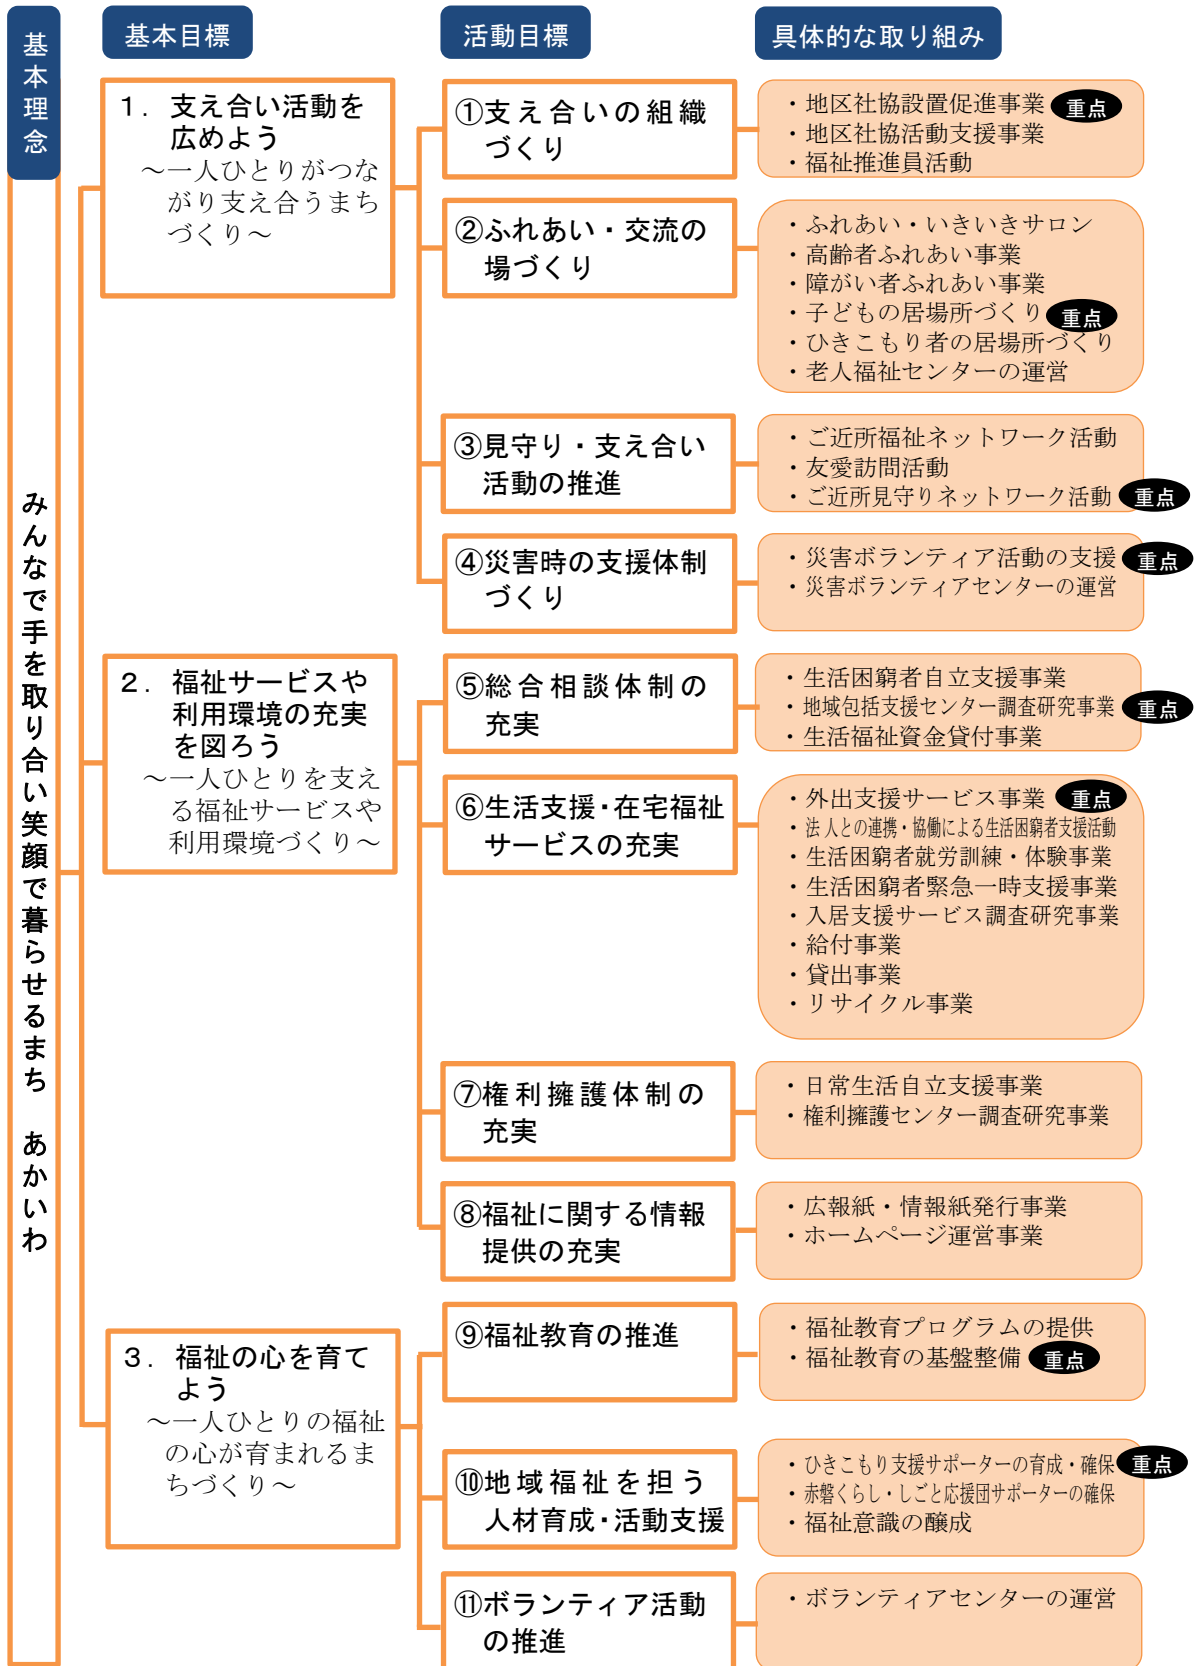 基本理念
基本目標
活動目標
具体的な取り組み
みんなで手を取り合い笑顔で暮らせるまち　あかいわ
１．支え合い活動を
広めよう
～一人ひとりがつな
がり支え合うまち
づくり～
①支え合いの組織
づくり
・地区社協設置促進事業 重点
・地区社協活動支援事業
・福祉推進員活動
②ふれあい・交流の
場づくり
・ふれあい・いきいきサロン
・高齢者ふれあい事業
・障がい者ふれあい事業
・子どもの居場所づくり 重点
・ひきこもり者の居場所づくり
・老人福祉センターの運営
③見守り・支え合い
活動の推進
・ご近所福祉ネットワーク活動
・友愛訪問活動
・ご近所見守りネットワーク活動 重点
④災害時の支援体制
づくり
・災害ボランティア活動の支援 重点
・災害ボランティアセンターの運営
２．福祉サービスや
利用環境の充実
を図ろう
～一人ひとりを支え
る福祉サービスや
利用環境づくり～
⑤総合相談体制の
充実
・生活困窮者自立支援事業
・地域包括支援センター調査研究事業 重点
・生活福祉資金貸付事業
⑥生活支援・在宅福祉
サービスの充実
・外出支援サービス事業 重点
・法人との連携・協働による生活困窮者支援活動
・生活困窮者就労訓練・体験事業
・生活困窮者緊急一時支援事業
・入居支援サービス調査研究事業
・給付事業
・貸出事業
・リサイクル事業
⑦権利擁護体制の
充実
・日常生活自立支援事業
・権利擁護センター調査研究事業
⑧福祉に関する情報
提供の充実
・広報紙・情報紙発行事業
・ホームページ運営事業
３．福祉の心を育て
よう
～一人ひとりの福祉
の心が育まれるま
ちづくり～
⑨福祉教育の推進
・福祉教育プログラムの提供
・福祉教育の基盤整備 重点
⑩地域福祉を担う
人材育成・活動支援
・ひきこもり支援サポーターの育成・確保 重点
・赤磐くらし・しごと応援団サポーターの確保
・福祉意識の醸成
⑪ボランティア活動
の推進
・ボランティアセンターの運営